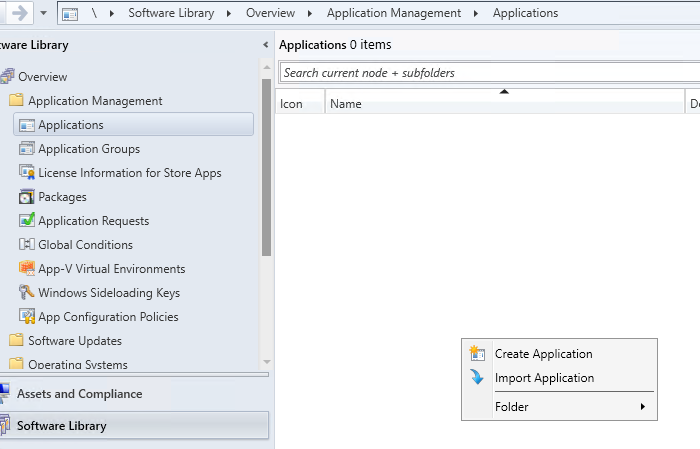 \ Software Library Overview Application Management Applications
tware Library
Overview
Application Management
Applications
Application Groups
License Information for Store Apps
Packages
Application Requests
Global Conditions
App-V Virtual Environments
Windows Sideloading Keys
App Configuration Policies
Software Updates
Operating Systems
Assets and Compliance
Software Library
Applications 0 items
Search current node + subfolders
Icon Name De
Create Application
Import Application
Folder